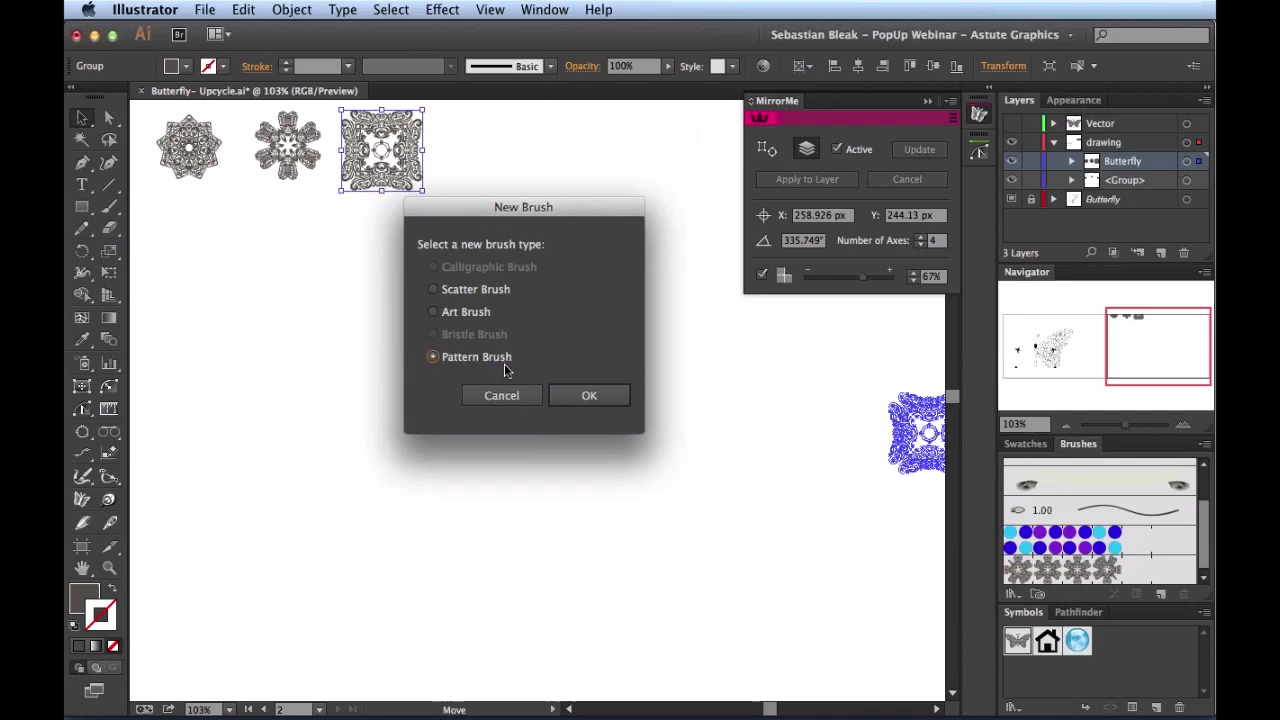 Illustrator File Edit Object Type Select Effect View Window Help
Ai Br Sebastian Bleak - PopUp Webinar - Astute Graphics
Group Stroke: Basic Opacity: 100% Style: Transform
Butterfly- Upcycle.ai* @ 103% (RGB/Preview)
MirrorMe
Active Update
Apply to Layer Cancel
X: 258.926 px Y: 244.13 px
335.749° Number of Axes: 4
67%
Layers Appearance
Vector
drawing
Butterfly
<Group>
Butterfly
3 Layers
Navigator
103%
Swatches Brushes
1.00
Symbols Pathfinder
New Brush
Select a new brush type:
Calligraphic Brush
Scatter Brush
Art Brush
Bristle Brush
Pattern Brush
Cancel OK
103% 2 Move